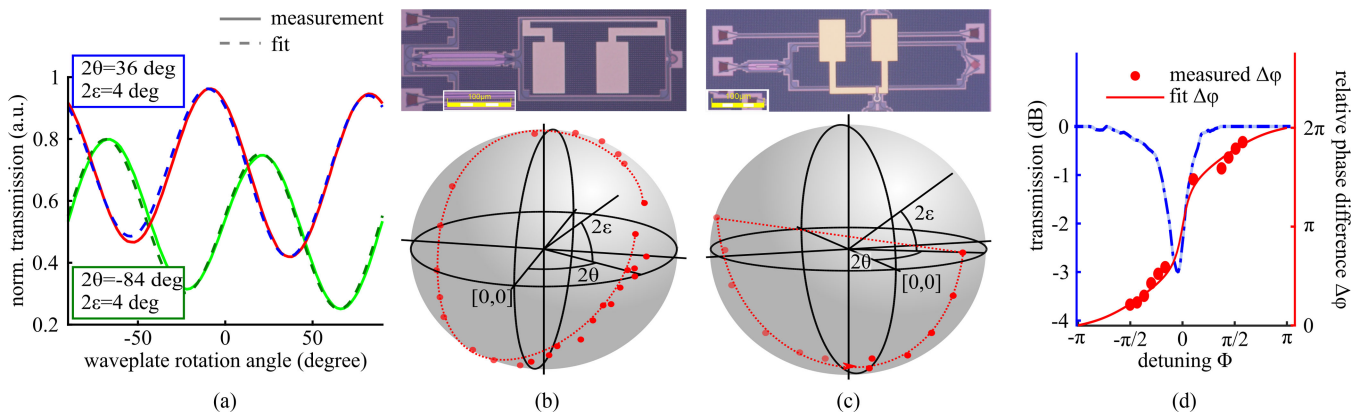 measurement
fit
2θ=36 deg
2ε=4 deg
2θ=-84 deg
2ε=4 deg
norm. transmission (a.u.)
1
0.8
0.6
0.4
0.2
-50
0
50
waveplate rotation angle (degree)
(a)
100μm
2ε
2θ
[0,0]
(b)
100μm
2ε
2θ
[0,0]
(c)
measured Δφ
fit Δφ
transmission (dB)
0
-1
-2
-3
-4
-π
-π/2
0
π/2
π
detuning Φ
2π
π
0
relative phase difference Δφ
(d)